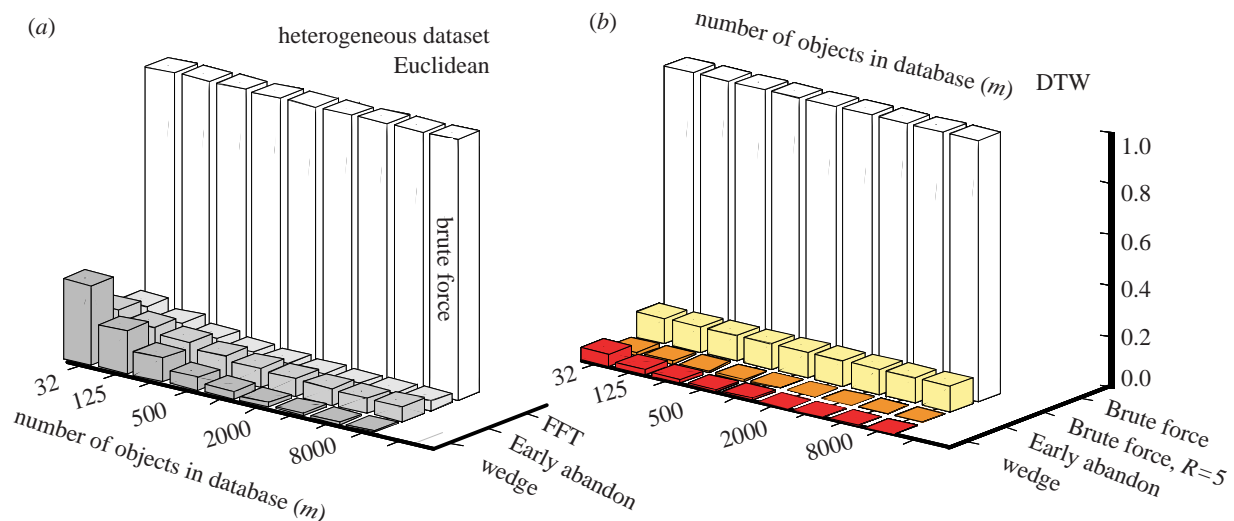 (a)
heterogeneous dataset
Euclidean
brute force
32
125
500
2000
8000
number of objects in database (m)
FFT
Early abandon
wedge
(b)
number of objects in database (m)
DTW
1.0
0.8
0.6
0.4
0.2
0.0
32
125
500
2000
8000
Brute force
Brute force, R=5
Early abandon
wedge